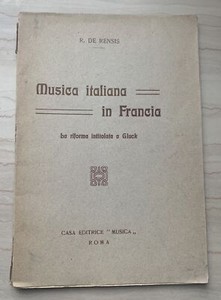 R. DE RENSIS
Musica italiana
in Francia
La riforma intitolata a Gluck
CASA EDITRICE "MUSICA„
ROMA